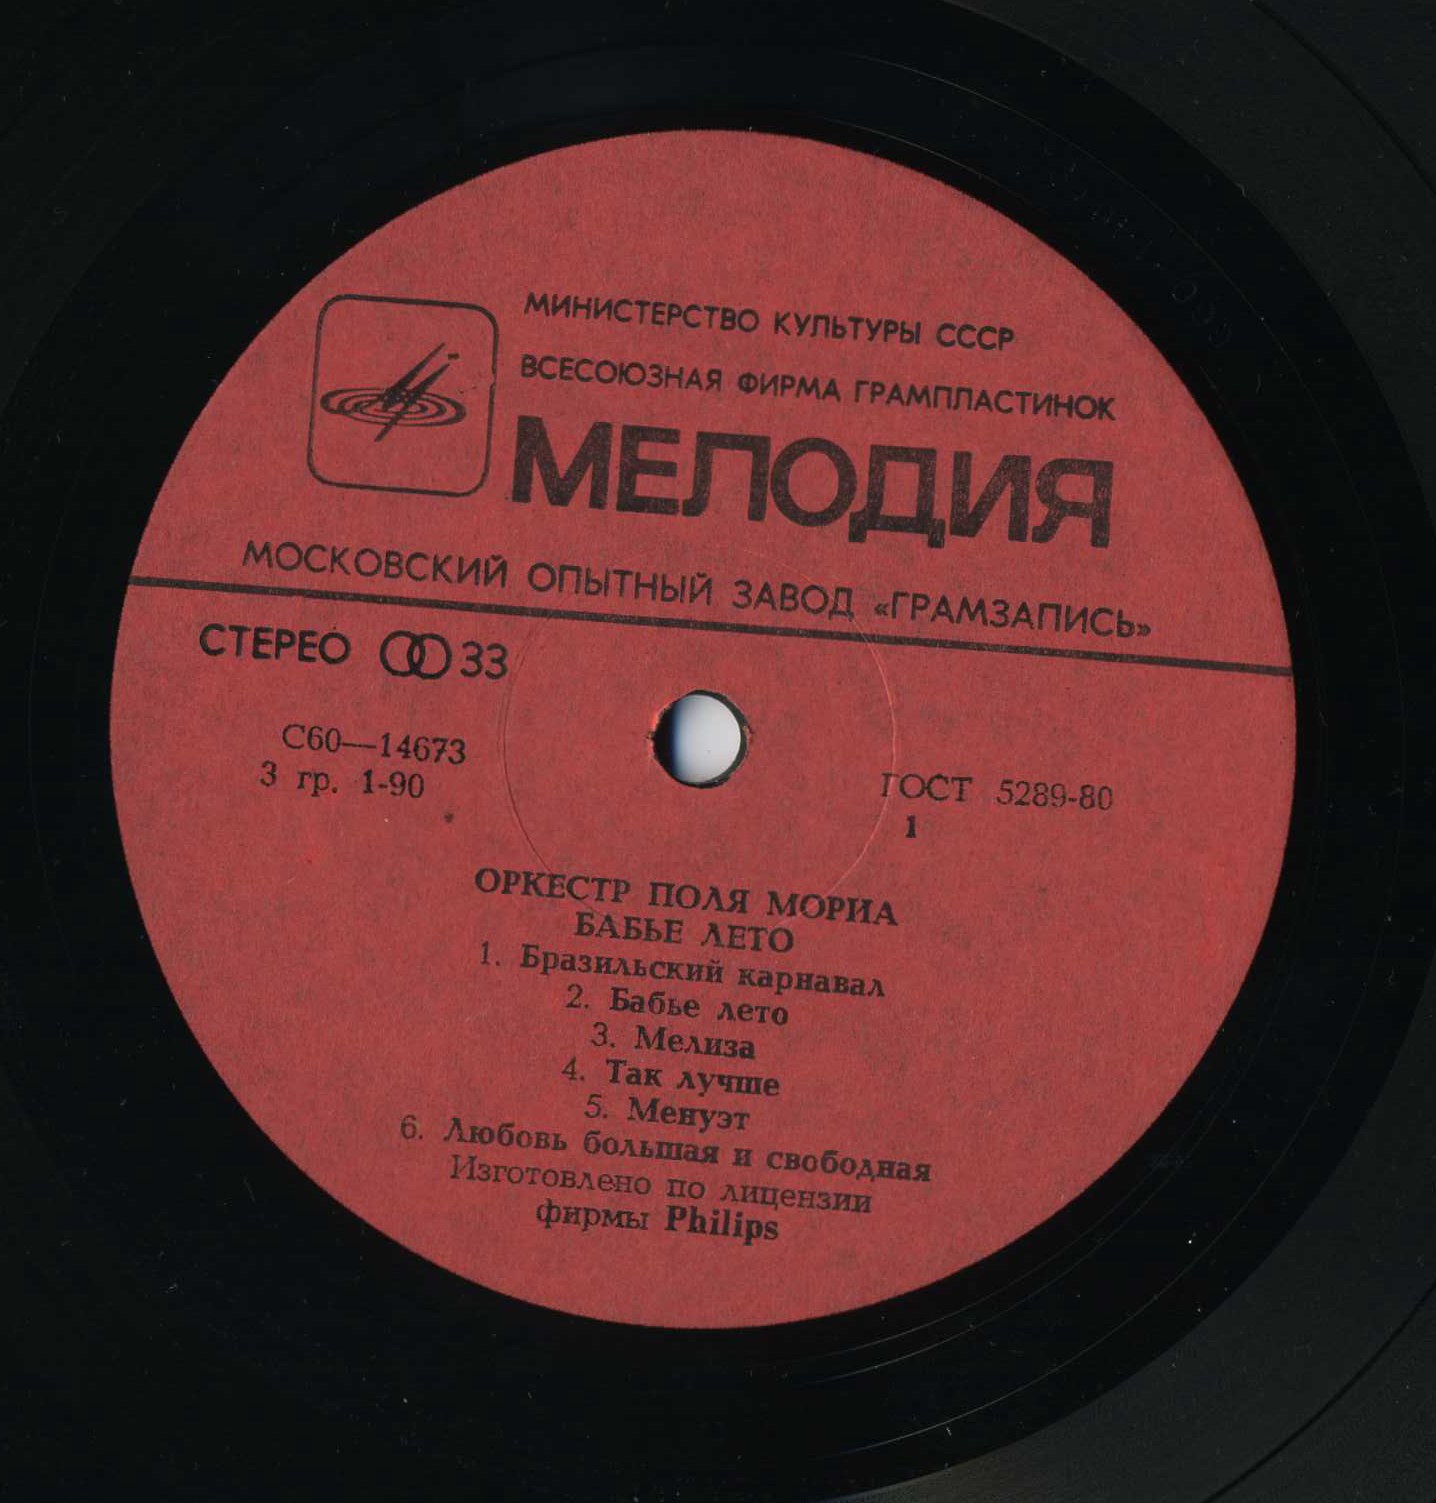 МИНИСТЕРСТВО КУЛЬТУРЫ СССР
ВСЕСОЮЗНАЯ ФИРМА ГРАМПЛАСТИНОК
МЕЛОДИЯ
МОСКОВСКИЙ ОПЫТНЫЙ ЗАВОД «ГРАМЗАПИСЬ»
СТЕРЕО 33
С60—14673
3 гр. 1-90
ГОСТ 5289-80
1
ОРКЕСТР ПОЛЯ МОРИА
БАБЬЕ ЛЕТО
1. Бразильский карнавал
2. Бабье лето
3. Мелиза
4. Так лучше
5. Менуэт
6. Любовь большая и свободная
Изготовлено по лицензии
фирмы Philips